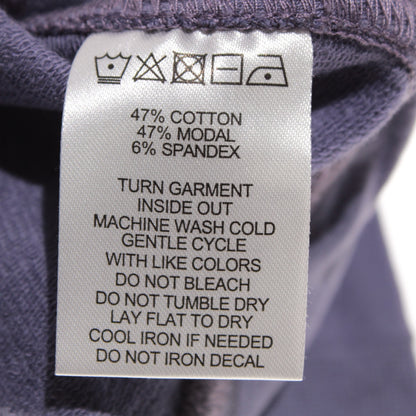 47% COTTON
47% MODAL
6% SPANDEX
TURN GARMENT
INSIDE OUT
MACHINE WASH COLD
GENTLE CYCLE
WITH LIKE COLORS
DO NOT BLEACH
DO NOT TUMBLE DRY
LAY FLAT TO DRY
COOL IRON IF NEEDED
DO NOT IRON DECAL